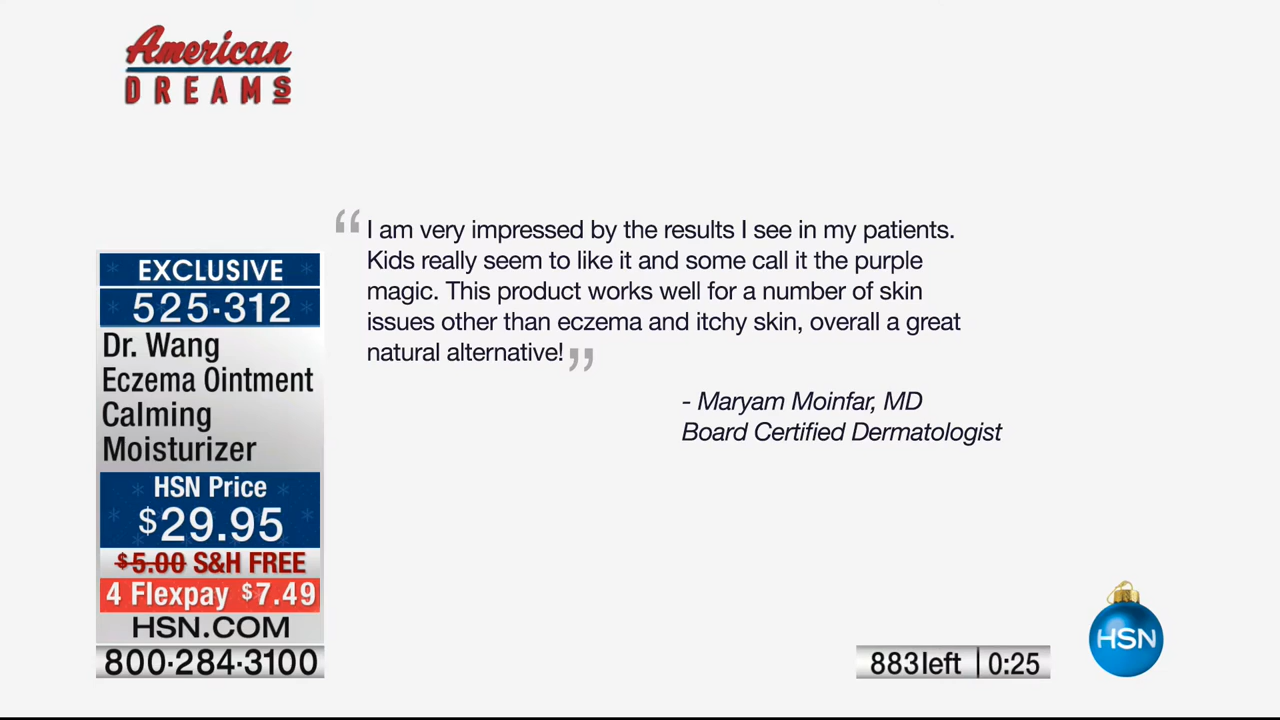 American
DREAMS
“ I am very impressed by the results I see in my patients.
Kids really seem to like it and some call it the purple
magic. This product works well for a number of skin
issues other than eczema and itchy skin, overall a great
natural alternative! ”
- Maryam Moinfar, MD
Board Certified Dermatologist
EXCLUSIVE
525·312
Dr. Wang
Eczema Ointment
Calming
Moisturizer
HSN Price
$29.95
$5.00 S&H FREE
4 Flexpay $7.49
HSN.COM
800·284·3100
883left | 0:25
HSN